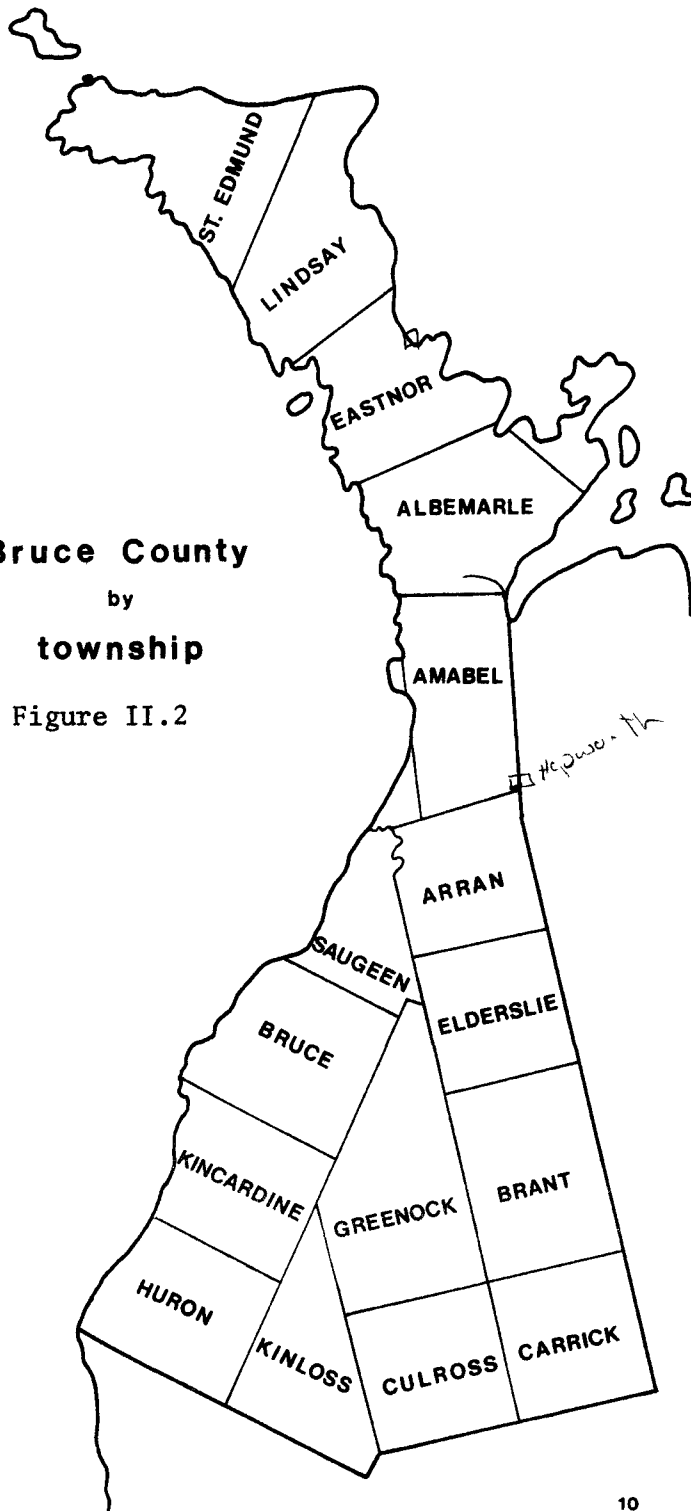 ST. EDMUND
LINDSAY
EASTNOR
ALBEMARLE
Bruce County
by
township
Figure II.2
AMABEL
ARRAN
SAUGEEN
ELDERSLIE
BRUCE
KINCARDINE
GREENOCK
BRANT
HURON
KINLOSS
CULROSS
CARRICK
10